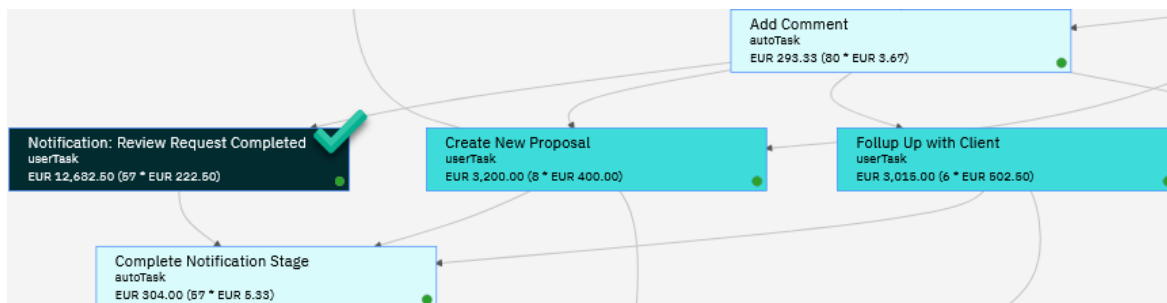 Add Comment
autoTask
EUR 293.33 (80 * EUR 3.67)
Notification: Review Request Completed
userTask
EUR 12,682.50 (57 * EUR 222.50)
Create New Proposal
userTask
EUR 3,200.00 (8 * EUR 400.00)
Follup Up with Client
userTask
EUR 3,015.00 (6 * EUR 502.50)
Complete Notification Stage
autoTask
EUR 304.00 (57 * EUR 5.33)